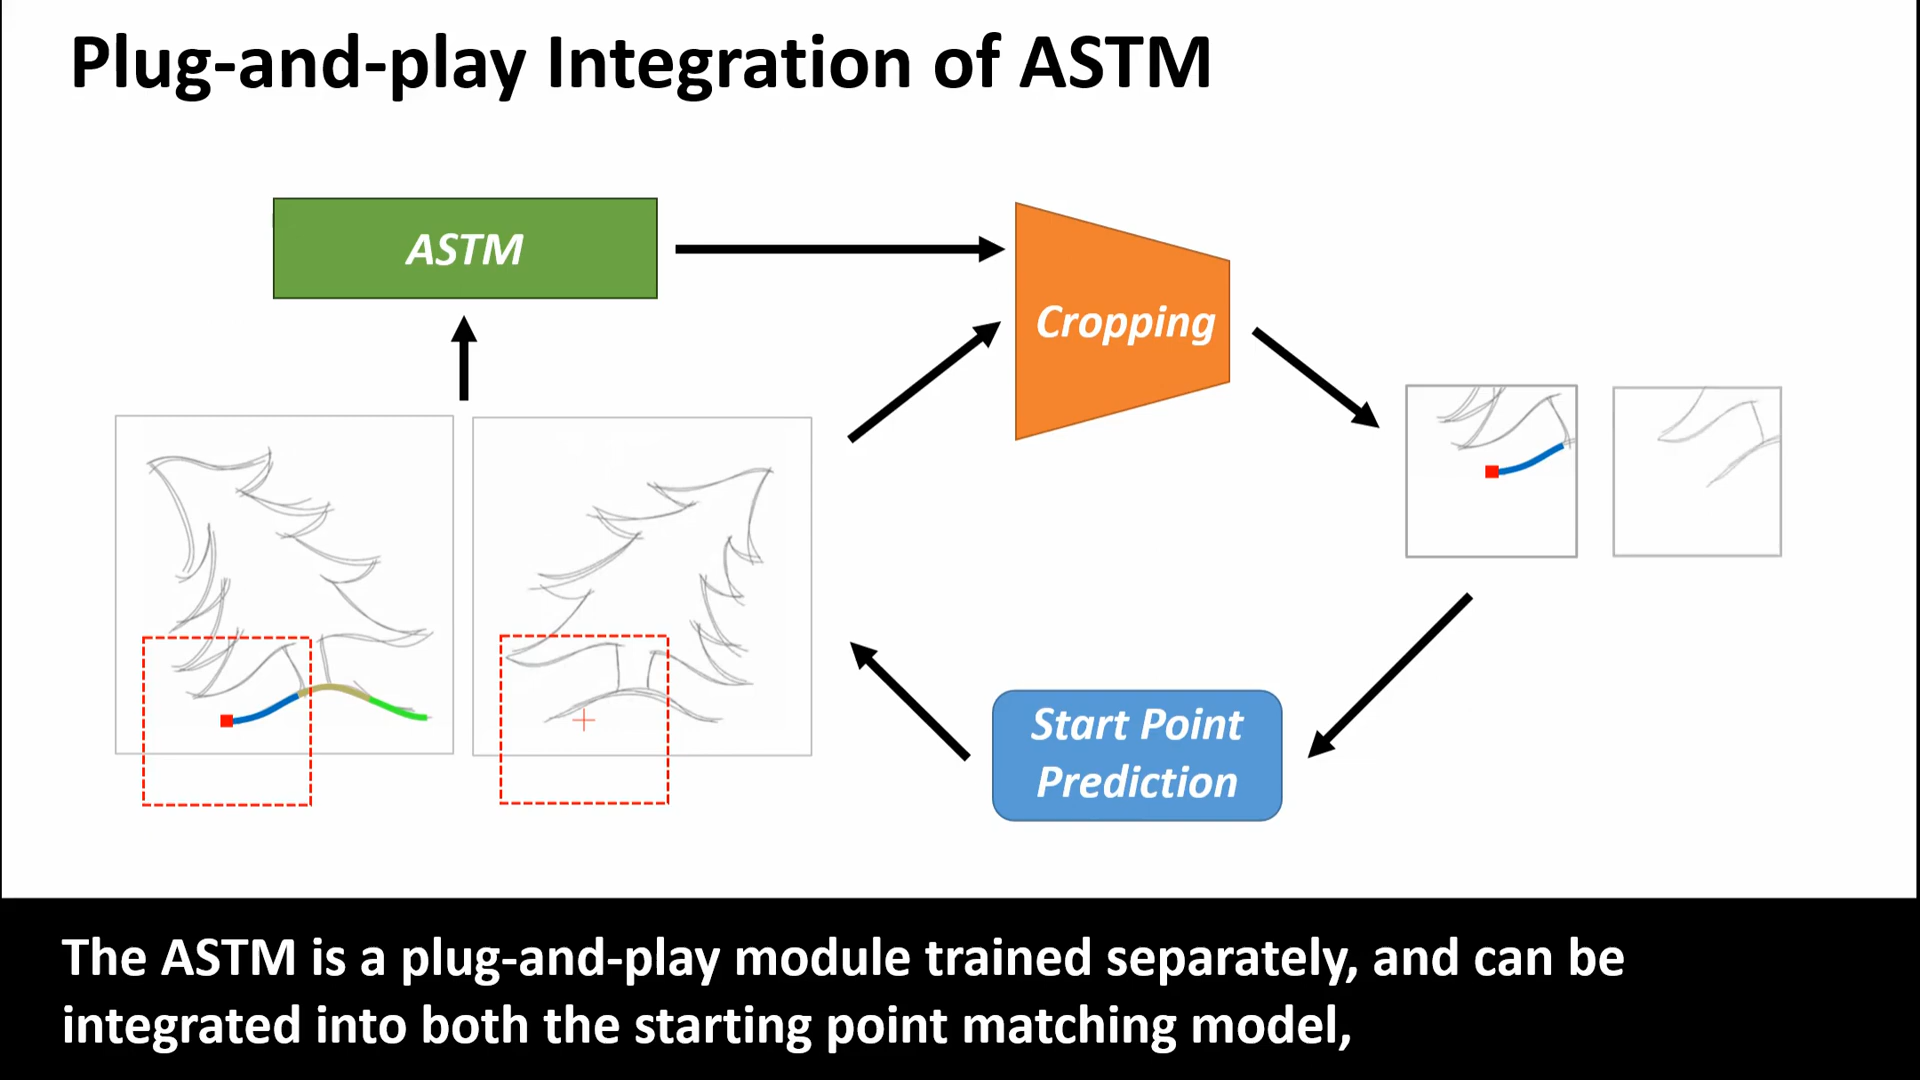 Plug-and-play Integration of ASTM
ASTM
Cropping
Start Point
Prediction
The ASTM is a plug-and-play module trained separately, and can be
integrated into both the starting point matching model,